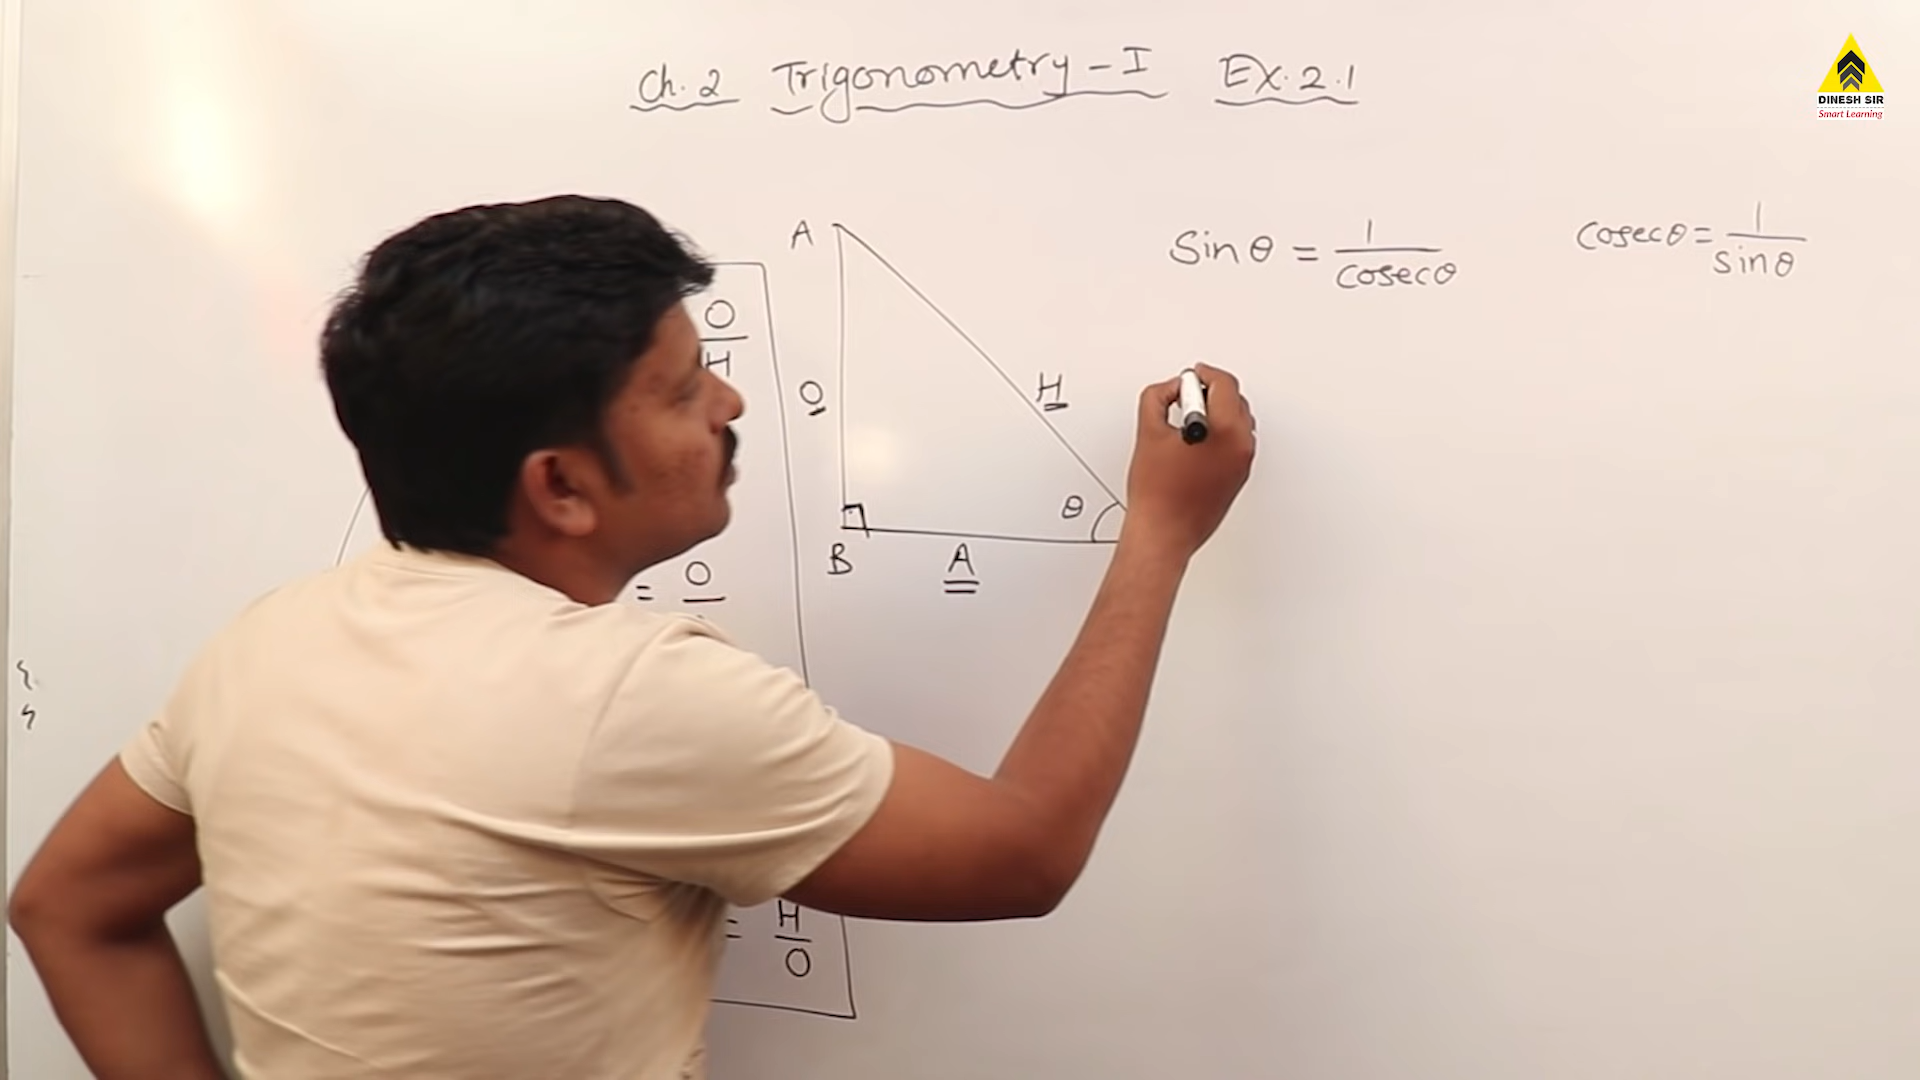 Ch. 2 Trigonometry - I Ex. 2.1
DINESH SIR
Smart Learning
A
sin θ = 1/cosec θ
cosec θ = 1/sin θ
O/H
O
H
θ
B
A
= O
= H/O